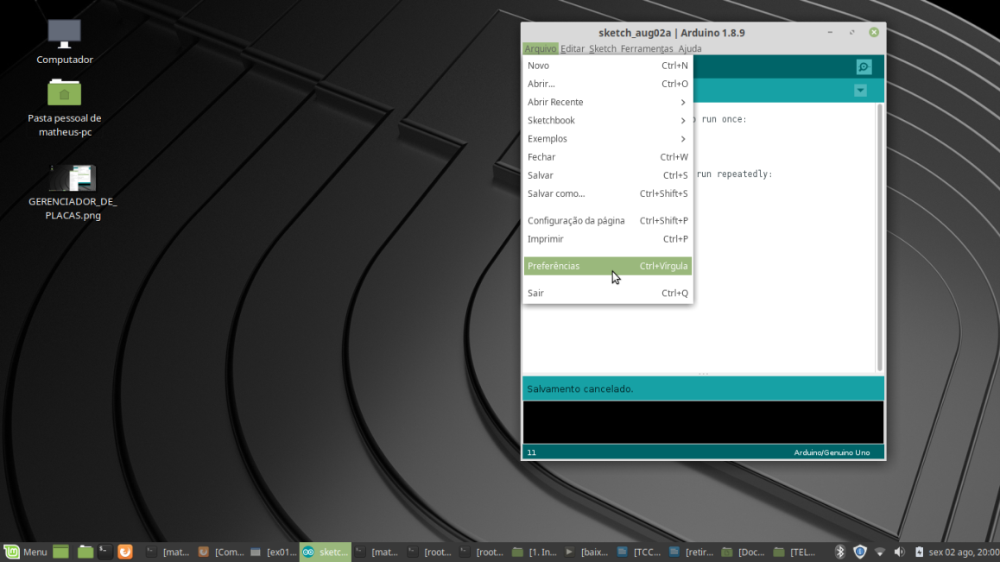 Computador
Pasta pessoal de
matheus-pc
GERENCIADOR_DE_
PLACAS.png
sketch_aug02a | Arduino 1.8.9
Arquivo Editar Sketch Ferramentas Ajuda
Novo Ctrl+N
Abrir... Ctrl+O
Abrir Recente
Sketchbook
Exemplos
Fechar Ctrl+W
Salvar Ctrl+S
Salvar como... Ctrl+Shift+S
Configuração da página Ctrl+Shift+P
Imprimir Ctrl+P
Preferências Ctrl+Vírgula
Sair Ctrl+Q
run once:
run repeatedly:
Salvamento cancelado.
11 Arduino/Genuino Uno
Menu [mat... [Com... [ex01... sketc... [mat... [root... [root... [1. In... [baix... [TCC... [retir... [Doc... [TEL... sex 02 ago, 20:00